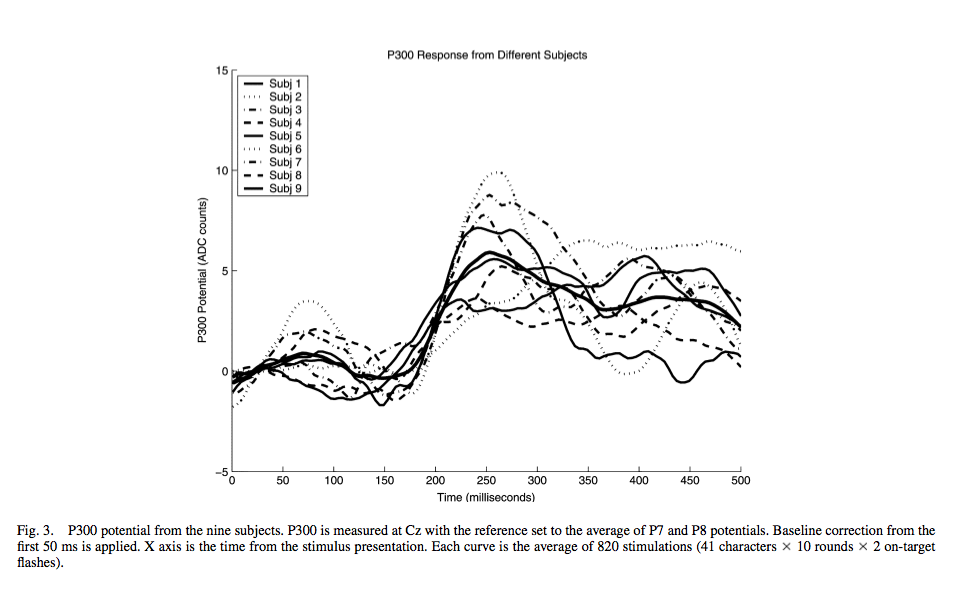 P300 Response from Different Subjects
15
Subj 1
Subj 2
Subj 3
Subj 4
Subj 5
Subj 6
Subj 7
Subj 8
Subj 9
10
5
0
−5
P300 Potential (ADC counts)
0 50 100 150 200 250 300 350 400 450 500
Time (milliseconds)
Fig. 3. P300 potential from the nine subjects. P300 is measured at Cz with the reference set to the average of P7 and P8 potentials. Baseline correction from the
first 50 ms is applied. X axis is the time from the stimulus presentation. Each curve is the average of 820 stimulations (41 characters × 10 rounds × 2 on-target
flashes).